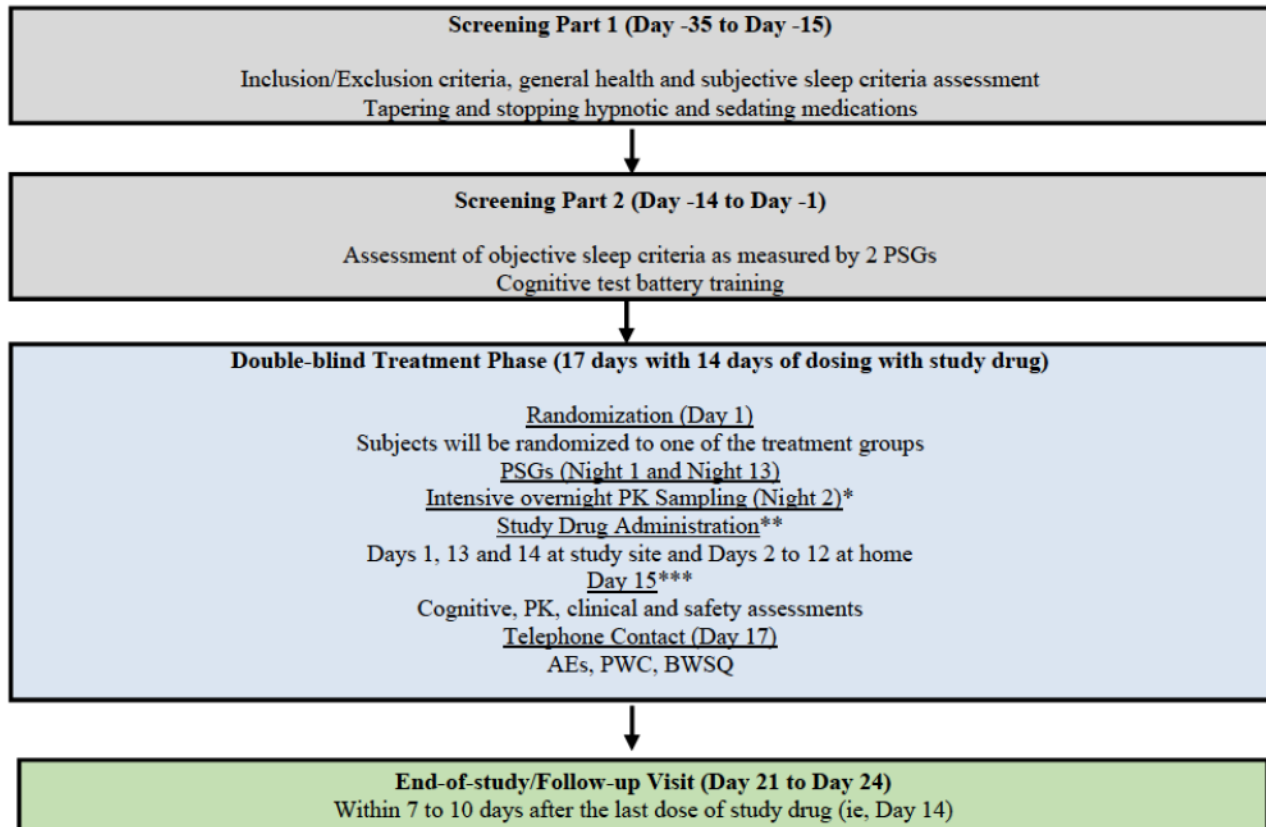 Screening Part 1 (Day -35 to Day -15)
Inclusion/Exclusion criteria, general health and subjective sleep criteria assessment
Tapering and stopping hypnotic and sedating medications
Screening Part 2 (Day -14 to Day -1)
Assessment of objective sleep criteria as measured by 2 PSGs
Cognitive test battery training
Double-blind Treatment Phase (17 days with 14 days of dosing with study drug)
Randomization (Day 1)
Subjects will be randomized to one of the treatment groups
PSGs (Night 1 and Night 13)
Intensive overnight PK Sampling (Night 2)*
Study Drug Administration**
Days 1, 13 and 14 at study site and Days 2 to 12 at home
Day 15***
Cognitive, PK, clinical and safety assessments
Telephone Contact (Day 17)
AEs, PWC, BWSQ
End-of-study/Follow-up Visit (Day 21 to Day 24)
Within 7 to 10 days after the last dose of study drug (ie, Day 14)